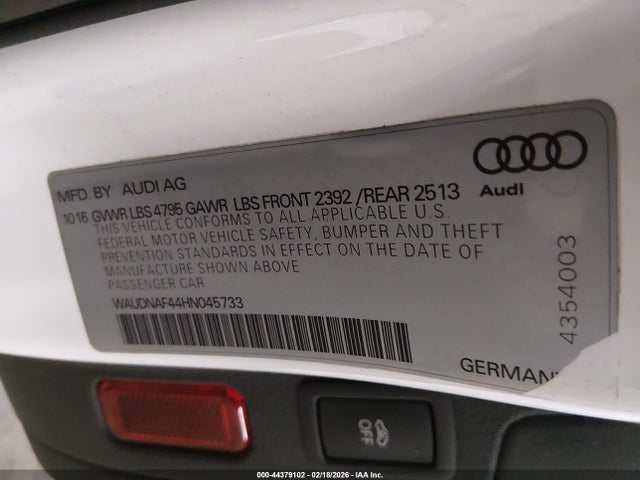 MFD. BY AUDI AG
10 16 GVWR LBS 4795 GAWR LBS FRONT 2392 / REAR 2513
THIS VEHICLE CONFORMS TO ALL APPLICABLE U.S.
FEDERAL MOTOR VEHICLE SAFETY, BUMPER AND THEFT
PREVENTION STANDARDS IN EFFECT ON THE DATE OF
MANUFACTURE SHOWN ABOVE
PASSENGER CAR
WAUDNAF44HN045733
Audi
4354003
GERMAN
OFF
000-44379102 - 02/18/2026 - © IAA Inc.